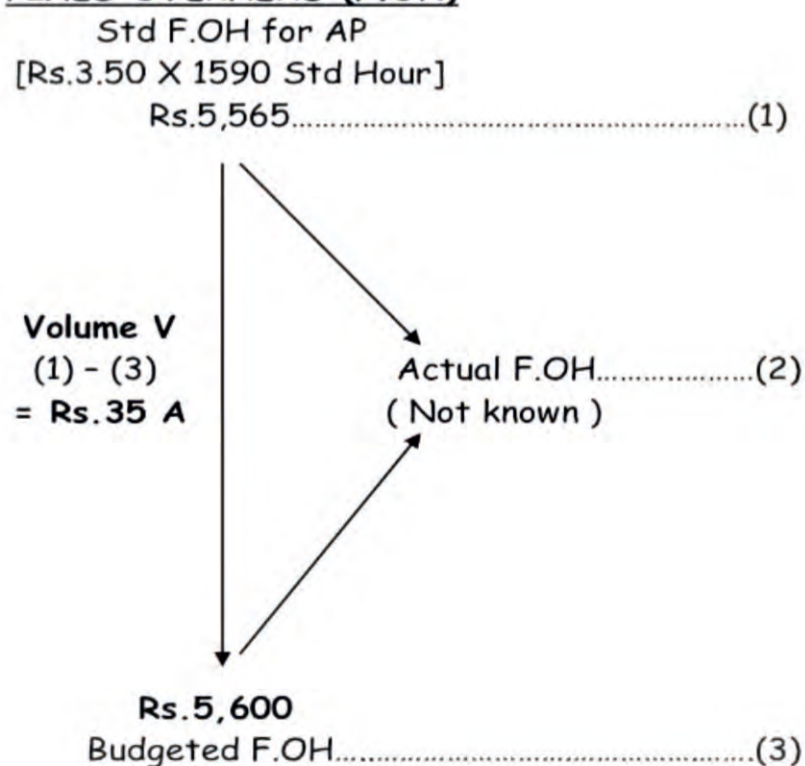 Std F.OH for AP
[Rs.3.50 X 1590 Std Hour]
Rs.5,565..........................................................(1)
Volume V
(1) - (3)
= Rs.35 A
Actual F.OH....................(2)
( Not known )
Rs.5,600
Budgeted F.OH.....................................................(3)